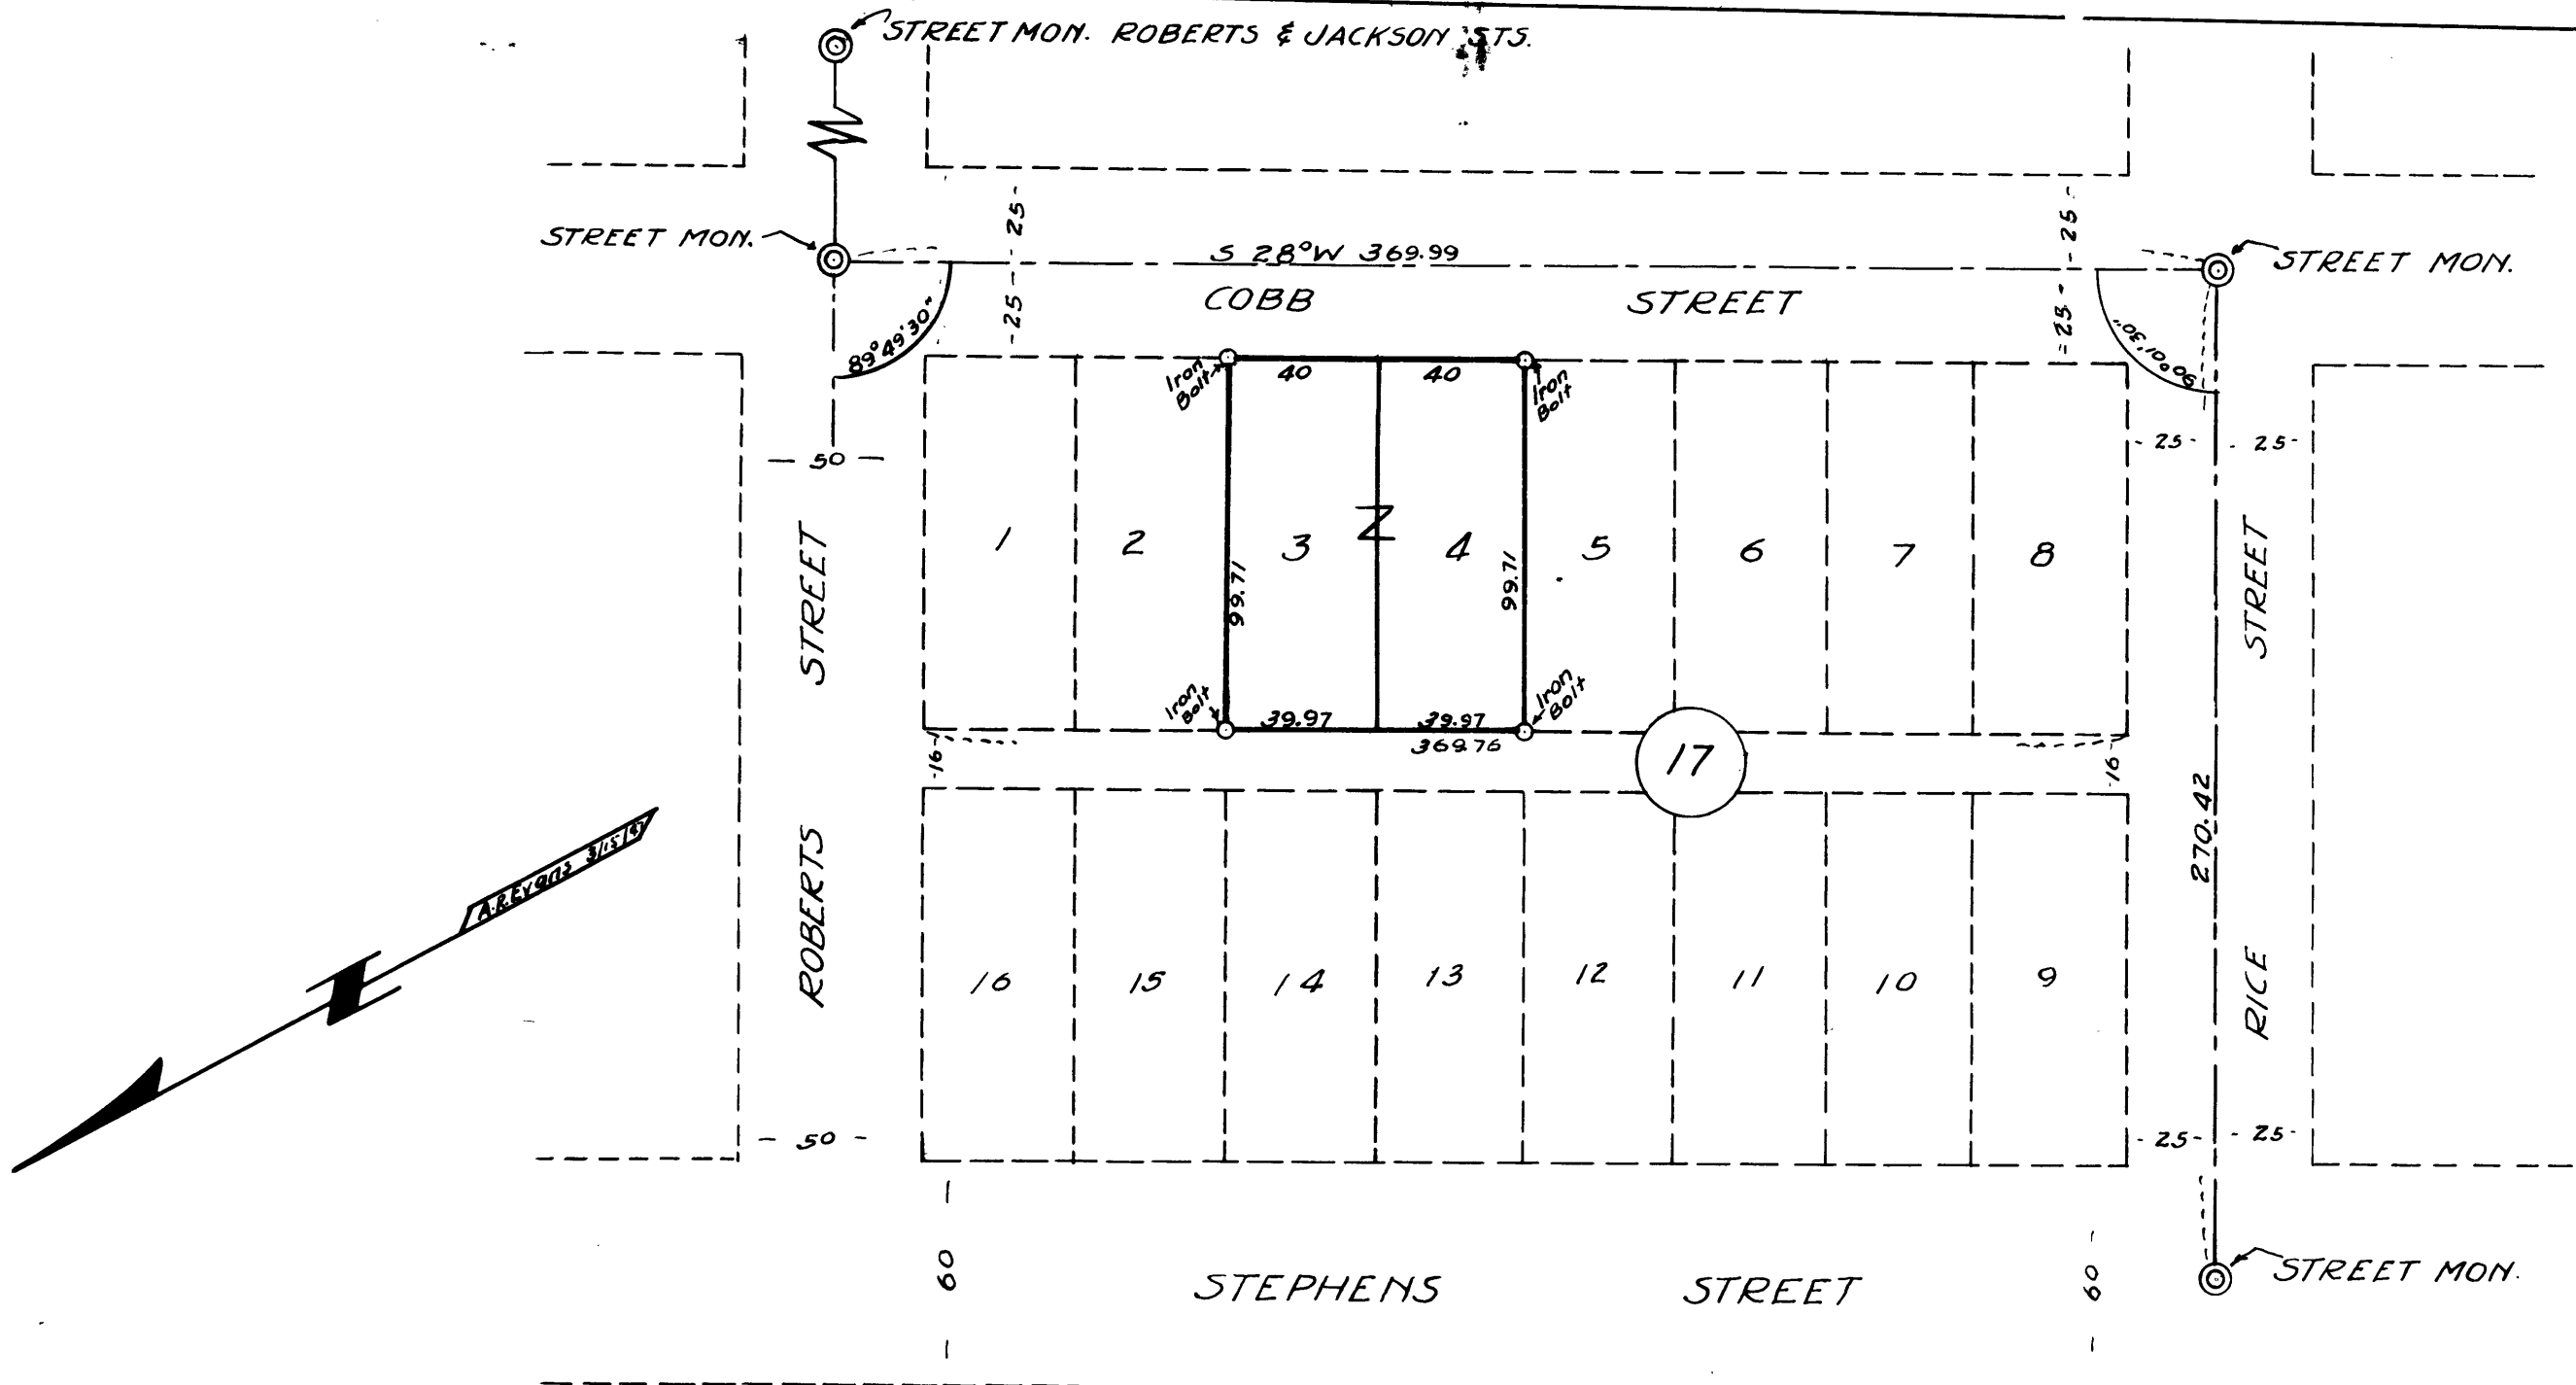 STREET MON. ROBERTS & JACKSON STS.
STREET MON.
S 28°W 369.99
STREET MON.
-25-
-25-
-25-
-25-
COBB STREET
89°49'30"
90°01'30"
Iron Bolt
40
40
Iron Bolt
- 50 -
- 25 -
- 25 -
1
2
3
Z
4
5
6
7
8
99.71
99.71
STREET
STREET
Iron Bolt
39.97
39.97
Iron Bolt
369.76
-16-
17
-16-
270.42
A.R.Evans 3/15/47
ROBERTS
RICE
16
15
14
13
12
11
10
9
- 50 -
- 25 -
- 25 -
- 60 -
- 60 -
STEPHENS STREET
STREET MON.